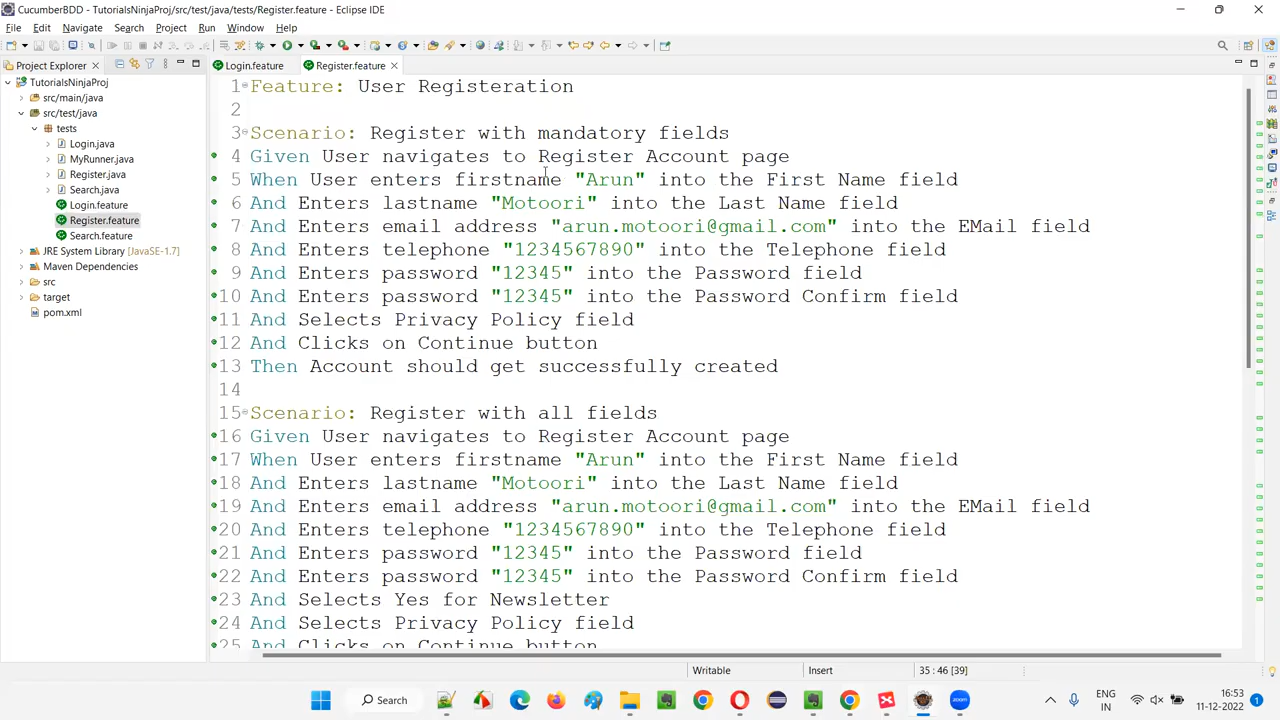 CucumberBDD - TutorialsNinjaProj/src/test/java/tests/Register.feature - Eclipse IDE
File Edit Navigate Search Project Run Window Help
Project Explorer
Login.feature
Register.feature
TutorialsNinjaProj
src/main/java
src/test/java
tests
Login.java
MyRunner.java
Register.java
Search.java
Login.feature
Register.feature
Search.feature
JRE System Library [JavaSE-1.7]
Maven Dependencies
src
target
pom.xml
1 Feature: User Registeration
2
3 Scenario: Register with mandatory fields
4 Given User navigates to Register Account page
5 When User enters firstname "Arun" into the First Name field
6 And Enters lastname "Motoori" into the Last Name field
7 And Enters email address "arun.motoori@gmail.com" into the EMail field
8 And Enters telephone "1234567890" into the Telephone field
9 And Enters password "12345" into the Password field
10 And Enters password "12345" into the Password Confirm field
11 And Selects Privacy Policy field
12 And Clicks on Continue button
13 Then Account should get successfully created
14
15 Scenario: Register with all fields
16 Given User navigates to Register Account page
17 When User enters firstname "Arun" into the First Name field
18 And Enters lastname "Motoori" into the Last Name field
19 And Enters email address "arun.motoori@gmail.com" into the EMail field
20 And Enters telephone "1234567890" into the Telephone field
21 And Enters password "12345" into the Password field
22 And Enters password "12345" into the Password Confirm field
23 And Selects Yes for Newsletter
24 And Selects Privacy Policy field
25 And Clicks on Continue button
Writable Insert 35 : 46 [39]
Search
ENG
IN
16:53
11-12-2022
1